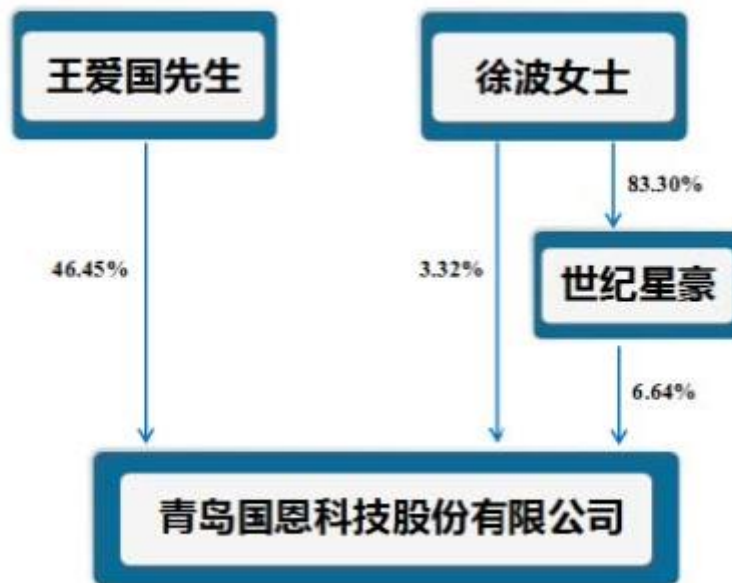 王爱国先生
徐波女士
83.30%
46.45%
3.32%
世纪星豪
6.64%
青岛国恩科技股份有限公司